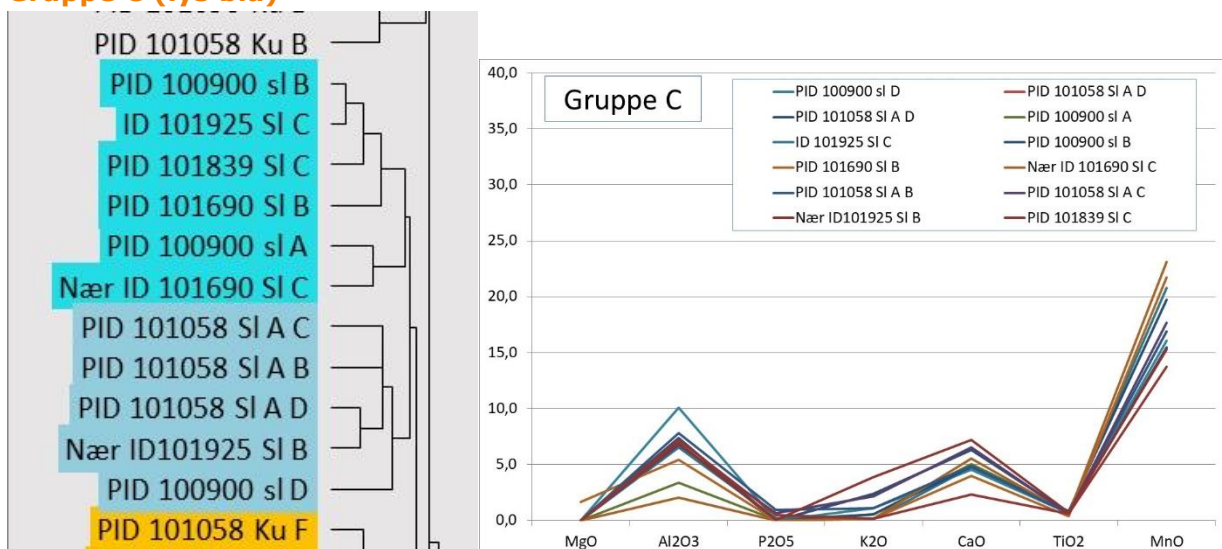 PID 101058 Ku B
PID 100900 sl B
ID 101925 Sl C
PID 101839 Sl C
PID 101690 Sl B
PID 100900 sl A
Nær ID 101690 Sl C
PID 101058 Sl A C
PID 101058 Sl A B
PID 101058 Sl A D
Nær ID101925 Sl B
PID 100900 sl D
PID 101058 Ku F
Gruppe C
40,0
35,0
30,0
25,0
20,0
15,0
10,0
5,0
0,0
PID 100900 sl D
PID 101058 Sl A D
PID 101058 Sl A D
PID 100900 sl A
ID 101925 Sl C
PID 100900 sl B
PID 101690 Sl B
Nær ID 101690 Sl C
PID 101058 Sl A B
PID 101058 Sl A C
Nær ID101925 Sl B
PID 101839 Sl C
MgO
Al2O3
P2O5
K2O
CaO
TiO2
MnO